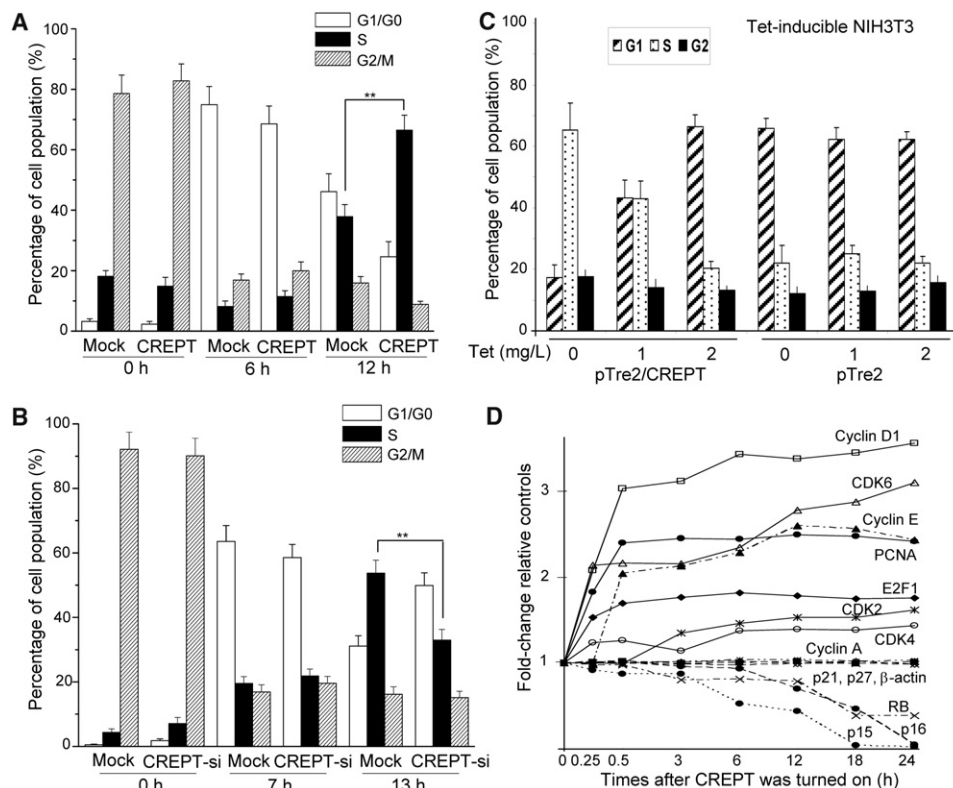 A
G1/G0
S
G2/M
Percentage of cell population (%)
100
80
60
40
20
0
**
Mock CREPT Mock CREPT Mock CREPT
0 h 6 h 12 h
C
Tet-inducible NIH3T3
G1 S G2
Percentage of cell population (%)
100
80
60
40
20
0
Tet (mg/L) 0 1 2 0 1 2
pTre2/CREPT pTre2
B
G1/G0
S
G2/M
Percentage of cell population (%)
100
80
60
40
20
0
**
Mock CREPT-si Mock CREPT-si Mock CREPT-si
0 h 7 h 13 h
D
Fold-change relative controls
3
2
1
Cyclin D1
CDK6
Cyclin E
PCNA
E2F1
CDK2
CDK4
Cyclin A
p21, p27, β-actin
RB
p15 p16
0 0.25 0.5 3 6 12 18 24
Times after CREPT was turned on (h)